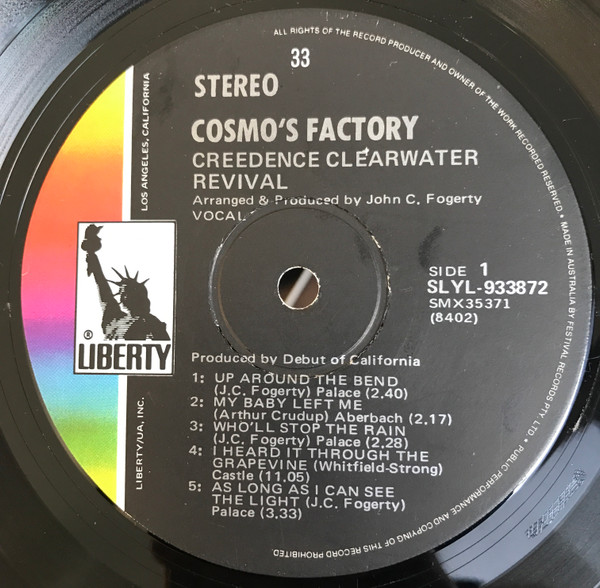 ALL RIGHTS OF THE RECORD PRODUCER AND OWNER OF THE WORK RECORDED RESERVED • MADE IN AUSTRALIA BY FESTIVAL RECORDS PTY. LTD • PUBLIC PERFORMANCE AND COPYING OF THIS RECORD PROHIBITED.
33
STEREO
COSMO'S FACTORY
CREEDENCE CLEARWATER
REVIVAL
Arranged & Produced by John C. Fogerty
VOCAL
LOS ANGELES, CALIFORNIA
SIDE 1
SLYL-933872
SMX35371
(8402)
® LIBERTY
LIBERTY/UA, INC.
Produced by Debut of California
1: UP AROUND THE BEND
(J.C. Fogerty) Palace (2.40)
2: MY BABY LEFT ME
(Arthur Crudup) Aberbach (2.17)
3: WHO'LL STOP THE RAIN
(J.C. Fogerty) Palace (2.28)
4: I HEARD IT THROUGH THE
GRAPEVINE (Whitfield-Strong)
Castle (11.05)
5: AS LONG AS I CAN SEE
THE LIGHT (J.C. Fogerty)
Palace (3.33)